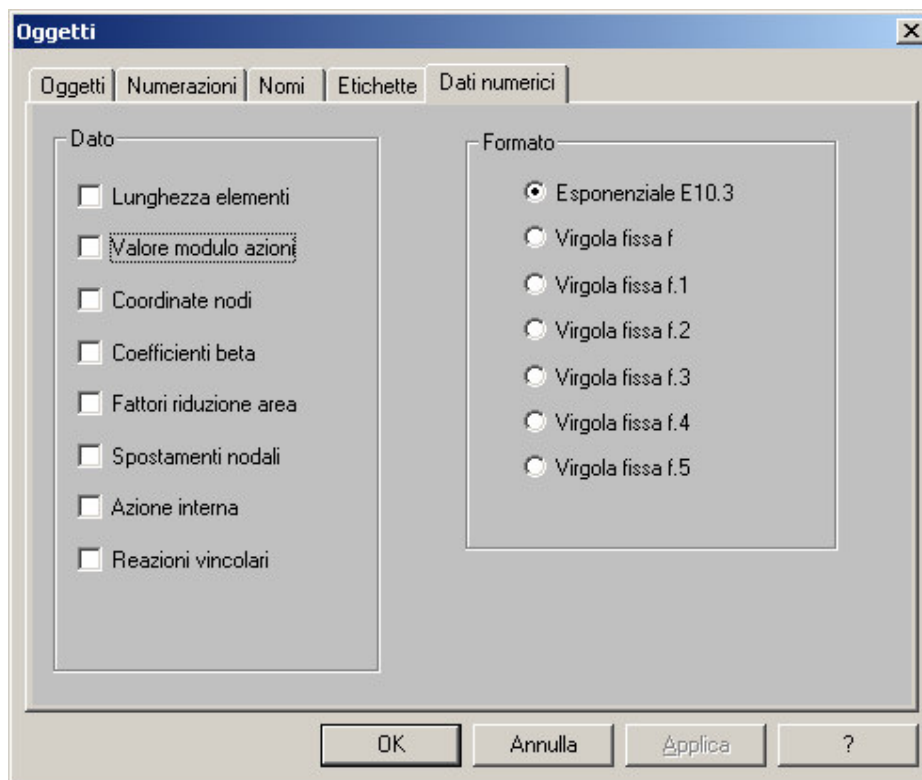 Oggetti
Oggetti Numerazioni Nomi Etichette Dati numerici
Dato
Lunghezza elementi
Valore modulo azioni
Coordinate nodi
Coefficienti beta
Fattori riduzione area
Spostamenti nodali
Azione interna
Reazioni vincolari
Formato
Esponenziale E10.3
Virgola fissa f
Virgola fissa f.1
Virgola fissa f.2
Virgola fissa f.3
Virgola fissa f.4
Virgola fissa f.5
OK Annulla Applica ?